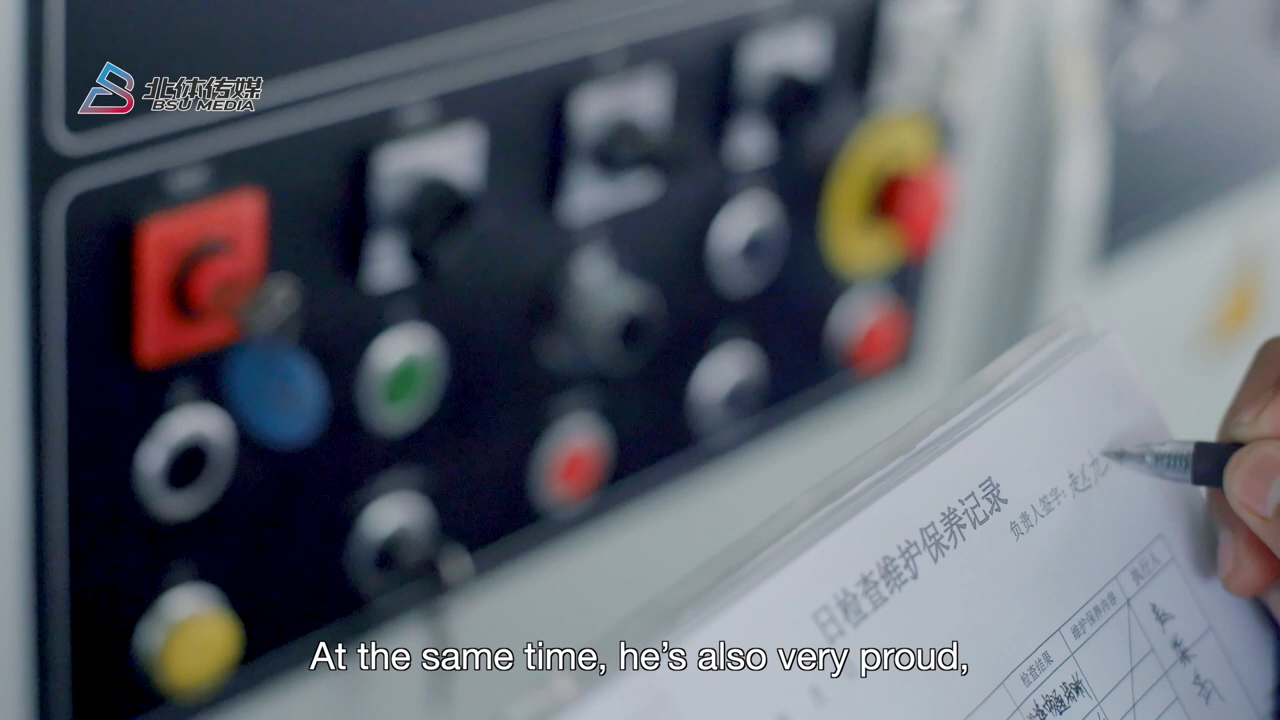 北体传媒
BSU MEDIA
日检查维护保养记录
负责人签字:
检查结果
维护保养内容
执行人
At the same time, he's also very proud,